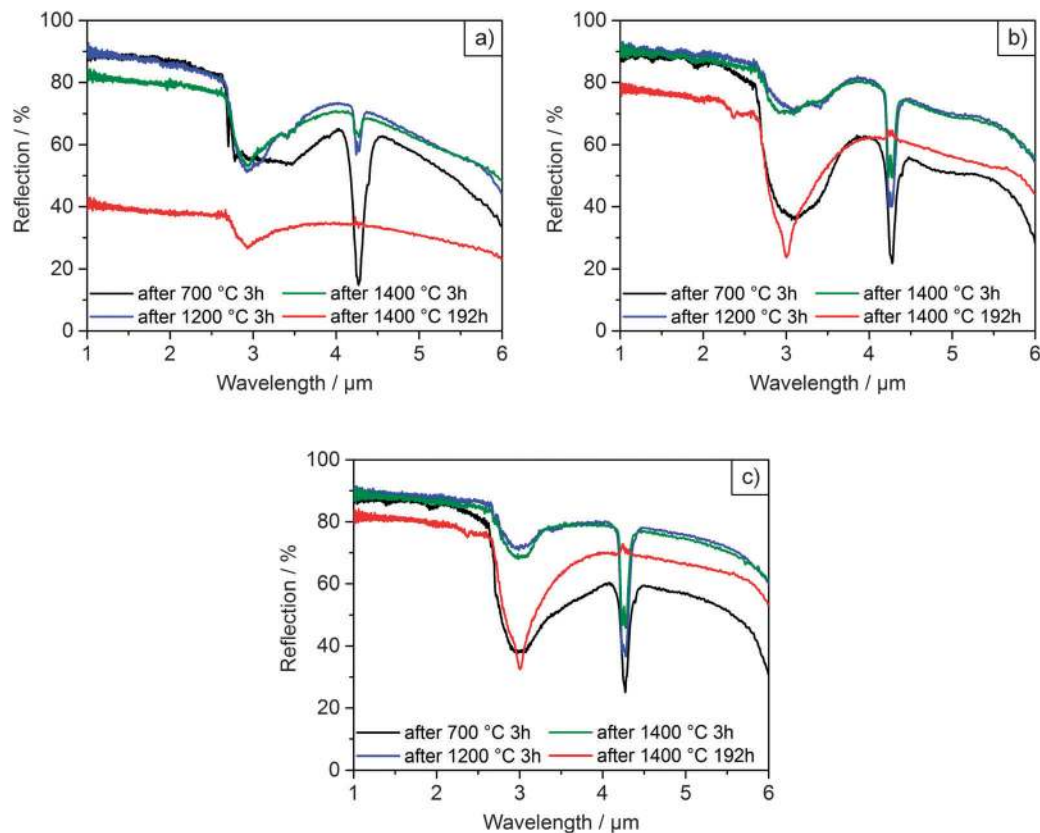 a)
100
80
60
40
20
0
Reflection / %
after 700 °C 3h
after 1400 °C 3h
after 1200 °C 3h
after 1400 °C 192h
1 2 3 4 5 6
Wavelength / µm
b)
100
80
60
40
20
0
Reflection / %
after 700 °C 3h
after 1400 °C 3h
after 1200 °C 3h
after 1400 °C 192h
1 2 3 4 5 6
Wavelength / µm
c)
100
80
60
40
20
0
Reflection / %
after 700 °C 3h
after 1400 °C 3h
after 1200 °C 3h
after 1400 °C 192h
1 2 3 4 5 6
Wavelength / µm